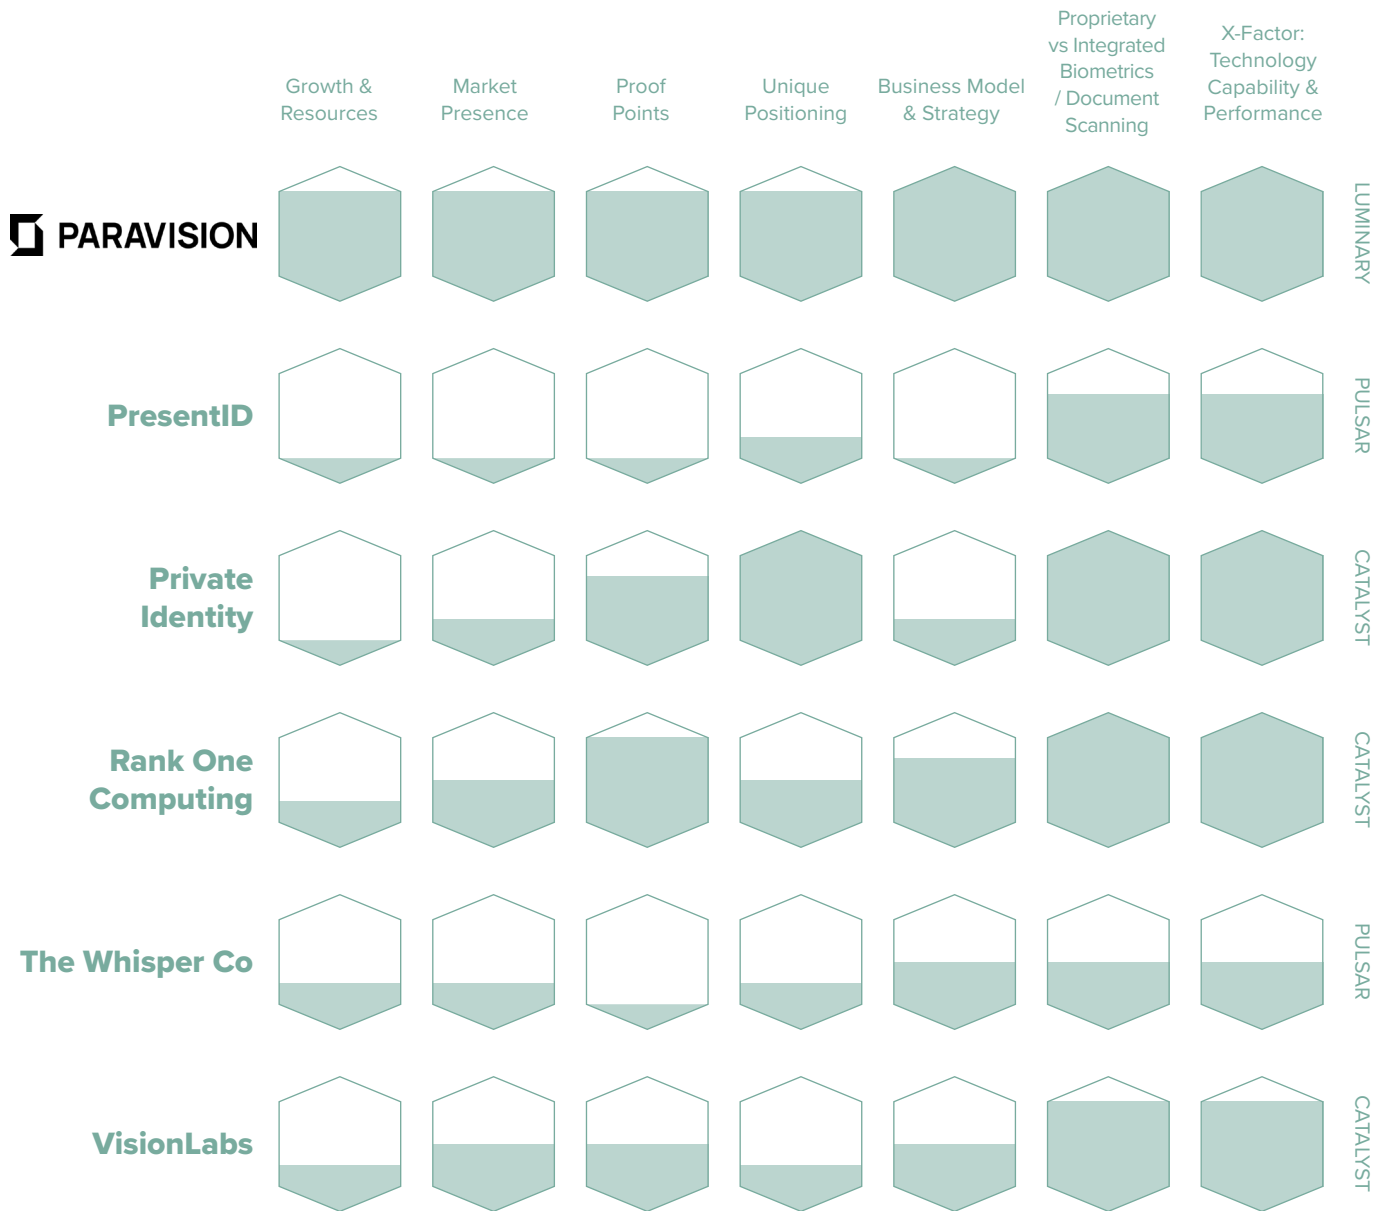 Growth &
Resources
Market
Presence
Proof
Points
Unique
Positioning
Business Model
& Strategy
Proprietary
vs Integrated
Biometrics
/ Document
Scanning
X-Factor:
Technology
Capability &
Performance
PARAVISION
LUMINARY
PresentID
PULSAR
Private
Identity
CATALYST
Rank One
Computing
CATALYST
The Whisper Co
PULSAR
VisionLabs
CATALYST